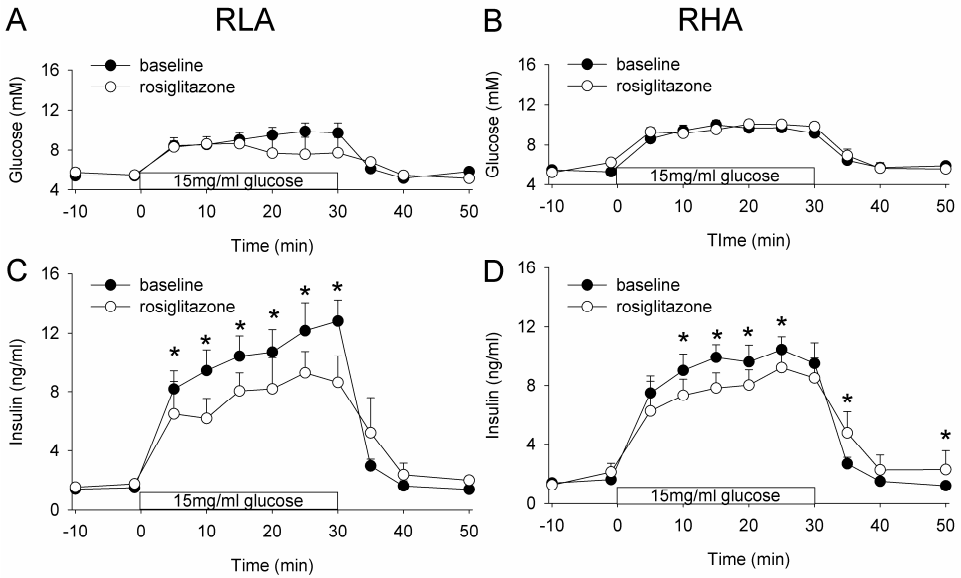 A RLA
baseline
rosiglitazone
Glucose (mM)
16
12
8
4
15mg/ml glucose
-10 0 10 20 30 40 50
Time (min)
B RHA
baseline
rosiglitazone
Glucose (mM)
16
12
8
4
15mg/ml glucose
-10 0 10 20 30 40 50
TIme (min)
C
baseline
rosiglitazone
Insulin (ng/ml)
16
12
8
4
0
* * * * * *
15mg/ml glucose
-10 0 10 20 30 40 50
Time (min)
D
baseline
rosiglitazone
Insulin (ng/ml)
16
12
8
4
0
* * * * * *
15mg/ml glucose
-10 0 10 20 30 40 50
Time (min)